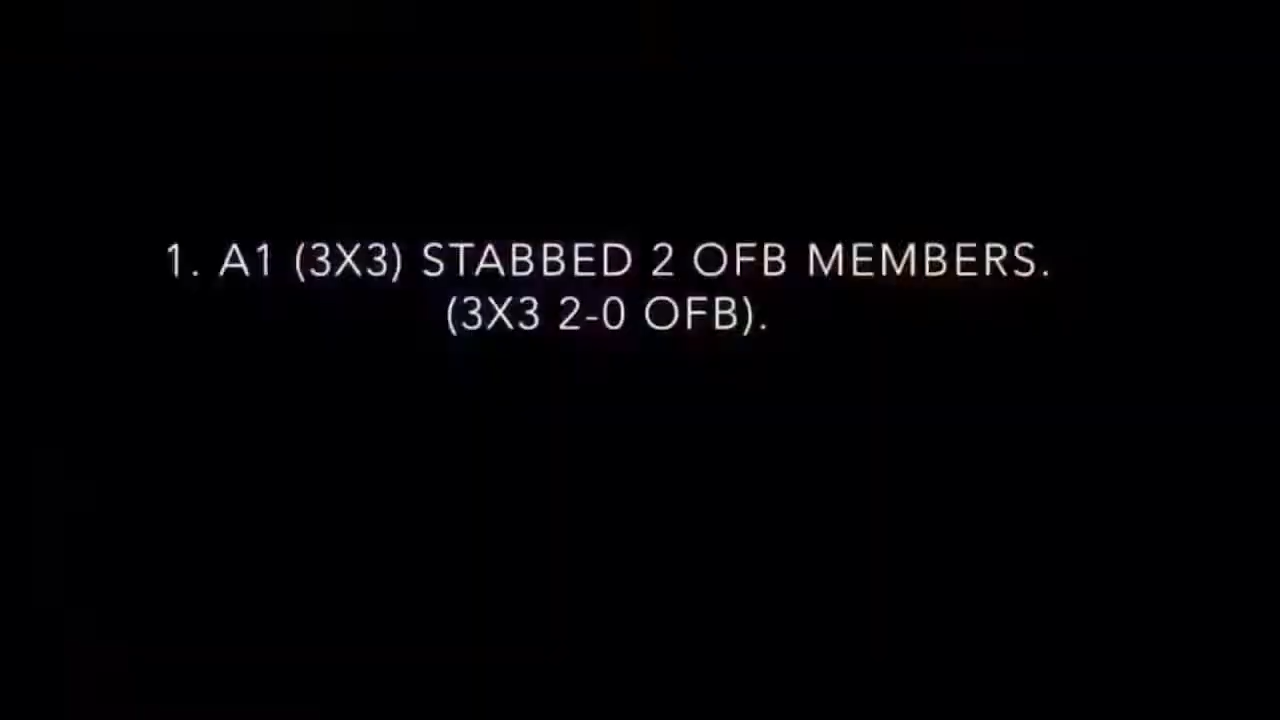 1. A1 (3X3) STABBED 2 OFB MEMBERS.
(3X3 2-0 OFB).